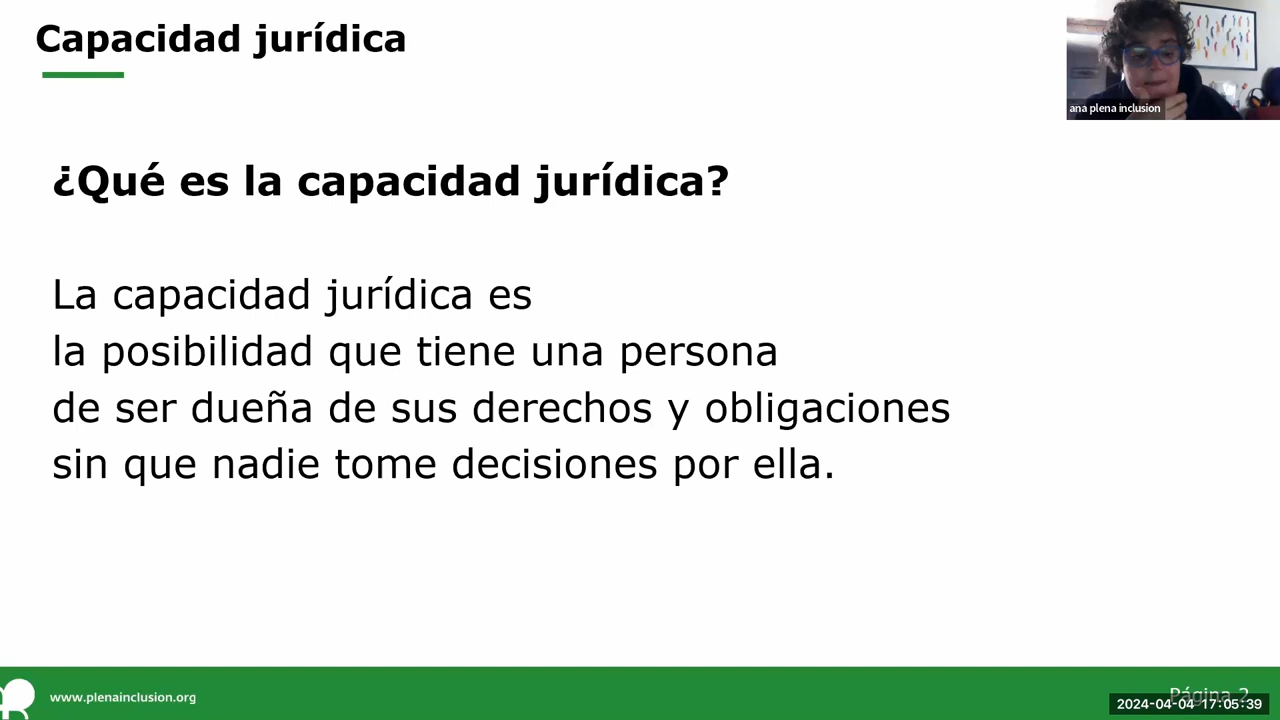 Capacidad jurídica
ana plena inclusion
¿Qué es la capacidad jurídica?
La capacidad jurídica es
la posibilidad que tiene una persona
de ser dueña de sus derechos y obligaciones
sin que nadie tome decisiones por ella.
www.plenainclusion.org
Página 2
2024-04-04 17:05:39